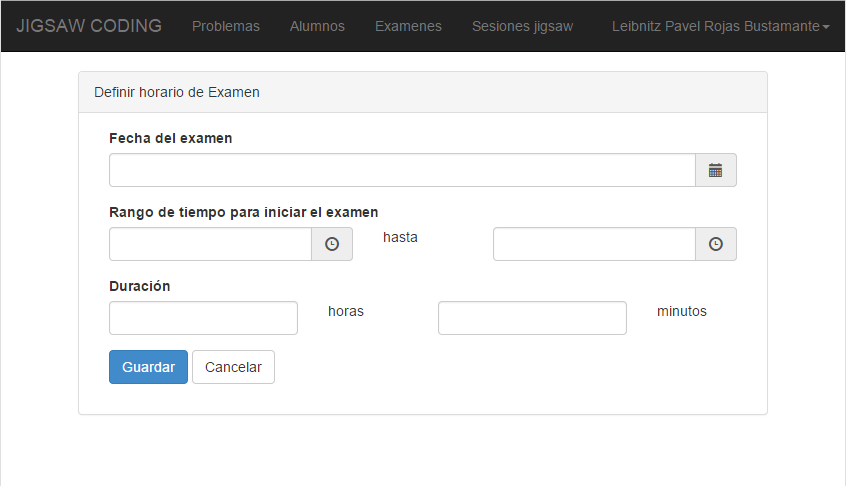 JIGSAW CODING Problemas Alumnos Examenes Sesiones jigsaw Leibnitz Pavel Rojas Bustamante
Definir horario de Examen
Fecha del examen
Rango de tiempo para iniciar el examen
hasta
Duración
horas minutos
Guardar Cancelar